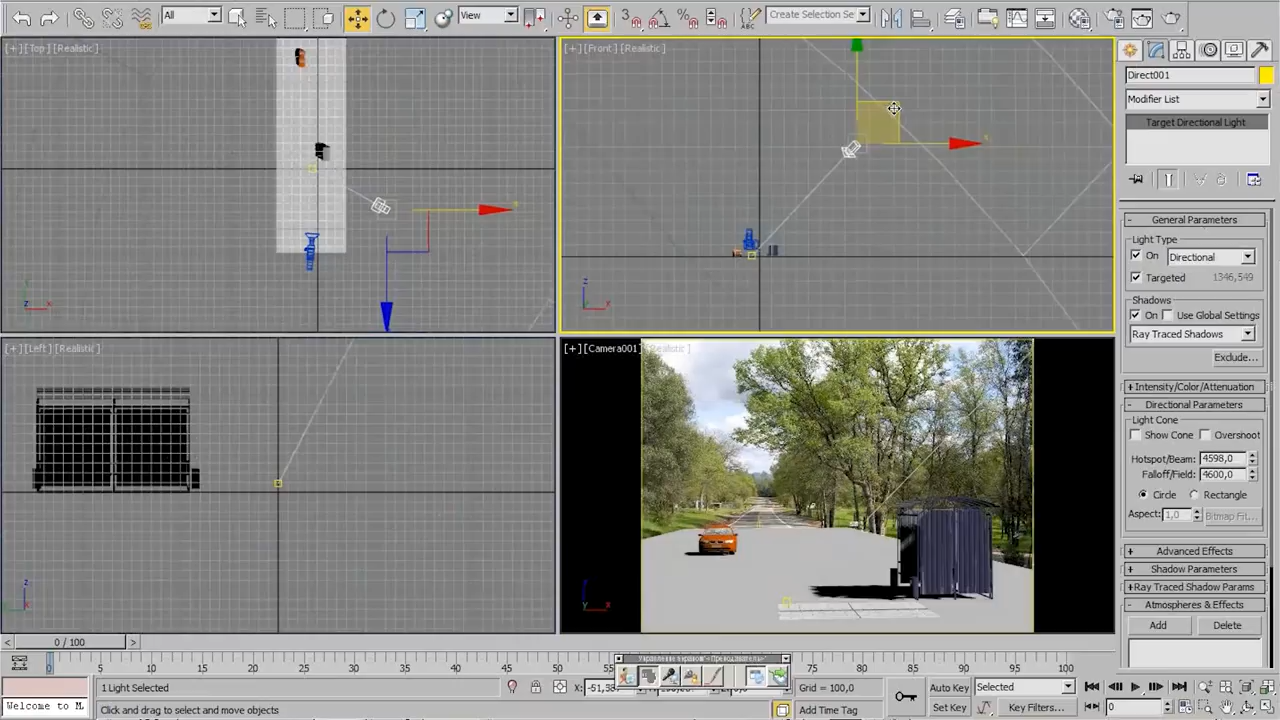 All
View
Create Selection Se
[+] [Top] [Realistic]
[+] [Front] [Realistic]
Direct001
Modifier List
Target Directional Light
General Parameters
Light Type
On
Directional
Targeted
1346,549
Shadows
On
Use Global Settings
Ray Traced Shadows
Exclude...
[+] [Left] [Realistic]
[+] [Camera001] [Realistic]
Intensity/Color/Attenuation
Directional Parameters
Light Cone
Show Cone
Overshoot
Hotspot/Beam: 4598,0
Falloff/Field: 4600,0
Circle
Rectangle
Aspect: 1,0
Bitmap Fit...
Advanced Effects
Shadow Parameters
Ray Traced Shadow Params
Atmospheres & Effects
Add
Delete
0 / 100
0 5 10 15 20 25 30 35 40 45 50 55 75 80 85 90 95 100
1 Light Selected
Grid = 100,0
Auto Key
Selected
Welcome to M
Click and drag to select and move objects
Add Time Tag
Set Key
Key Filters...
0